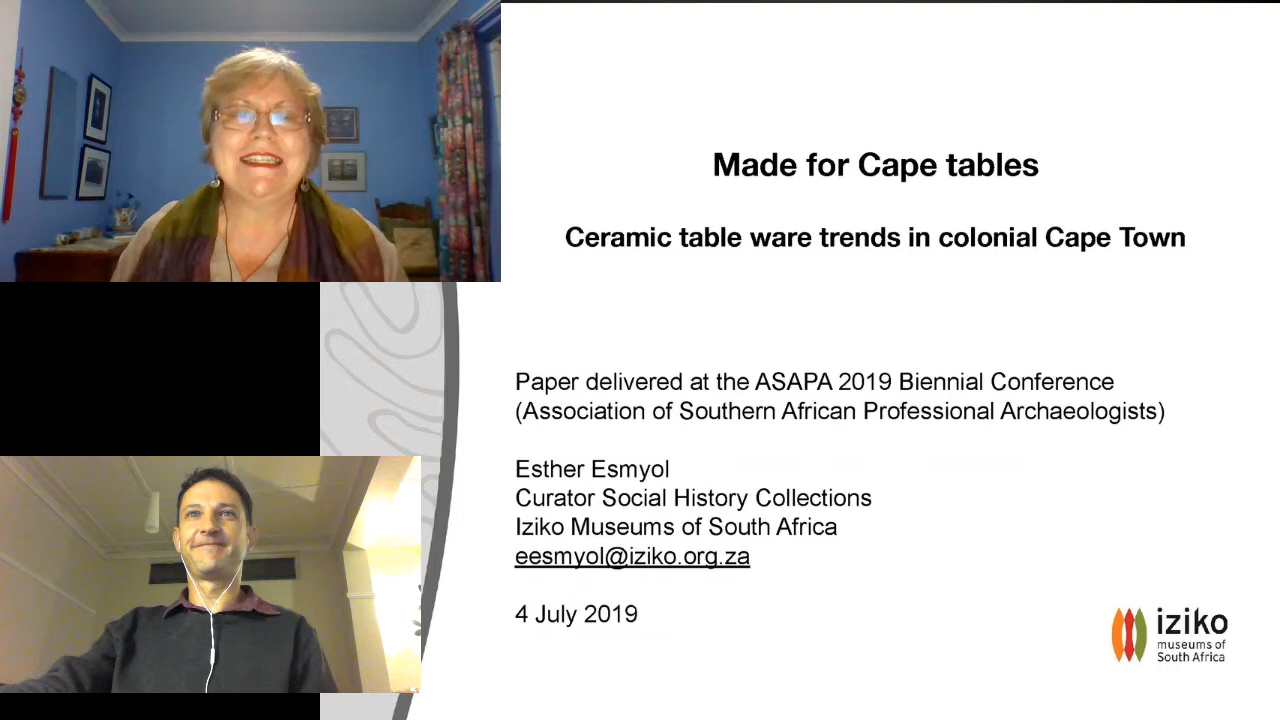 Made for Cape tables
Ceramic table ware trends in colonial Cape Town
Paper delivered at the ASAPA 2019 Biennial Conference
(Association of Southern African Professional Archaeologists)
Esther Esmyol
Curator Social History Collections
Iziko Museums of South Africa
eesmyol@iziko.org.za
4 July 2019
iziko
museums of
South Africa